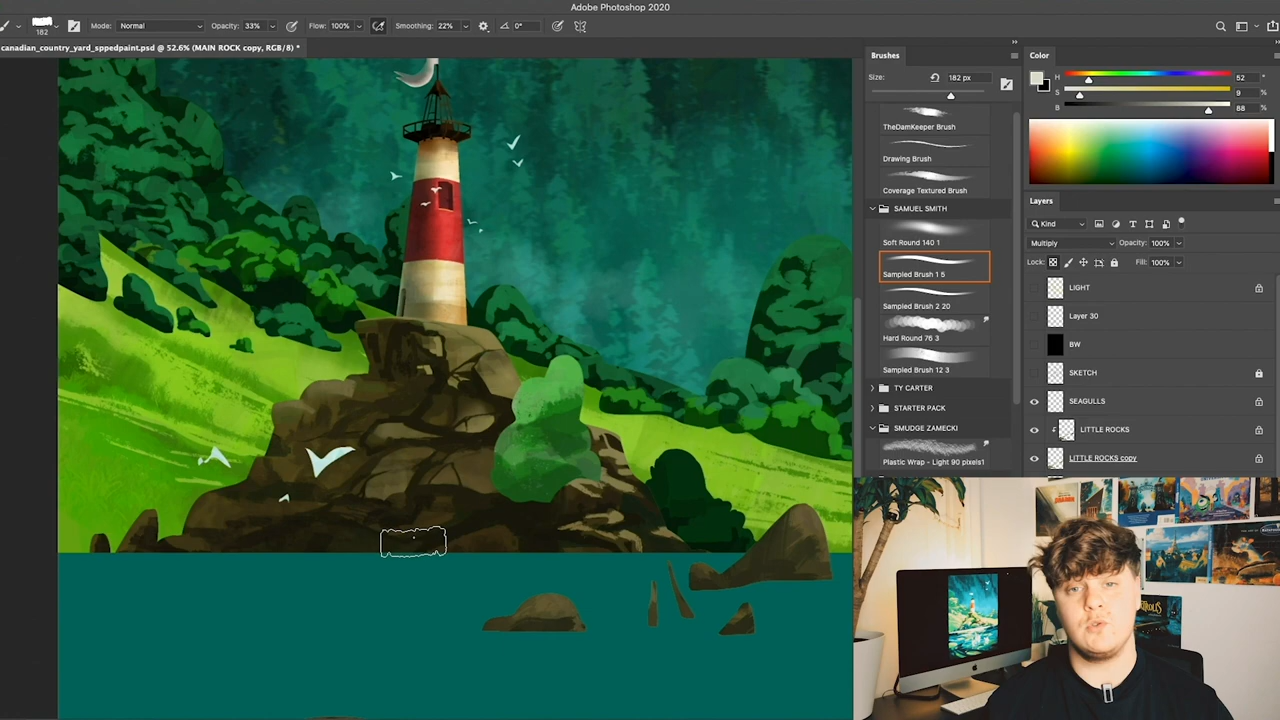 Adobe Photoshop 2020
182
Mode: Normal Opacity: 33% Flow: 100% Smoothing: 22% 0°
canadian_country_yard_sppedpaint.psd @ 52.6% (MAIN ROCK copy, RGB/8) *
Brushes
Size: 182 px
TheDamKeeper Brush
Drawing Brush
Coverage Textured Brush
SAMUEL SMITH
Soft Round 140 1
Sampled Brush 1 5
Sampled Brush 2 20
Hard Round 76 3
Sampled Brush 12 3
TY CARTER
STARTER PACK
SMUDGE ZAMECKI
Plastic Wrap - Light 90 pixels1
Color
H 52 °
S 9 %
B 88 %
Layers
Kind
Multiply Opacity: 100%
Lock: Fill: 100%
LIGHT
Layer 30
BW
SKETCH
SEAGULLS
LITTLE ROCKS
LITTLE ROCKS copy